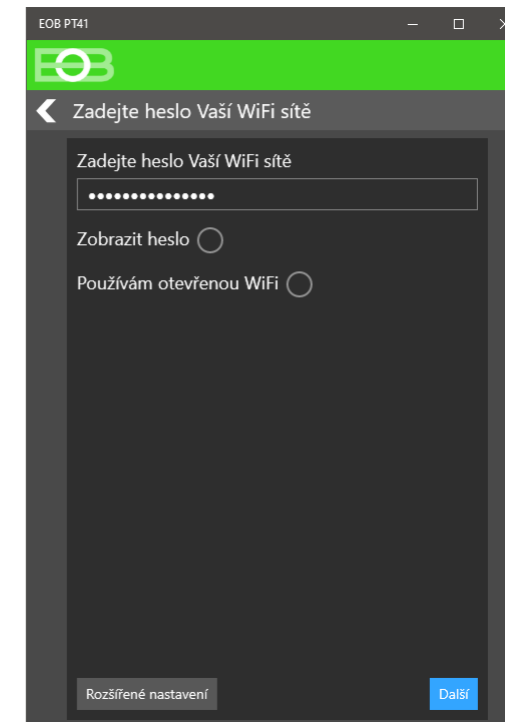 EOB PT41
EOB
Zadejte heslo Vaší WiFi sítě
Zadejte heslo Vaší WiFi sítě
•••••••••••••••
Zobrazit heslo
Používám otevřenou WiFi
Rozšířené nastavení
Další